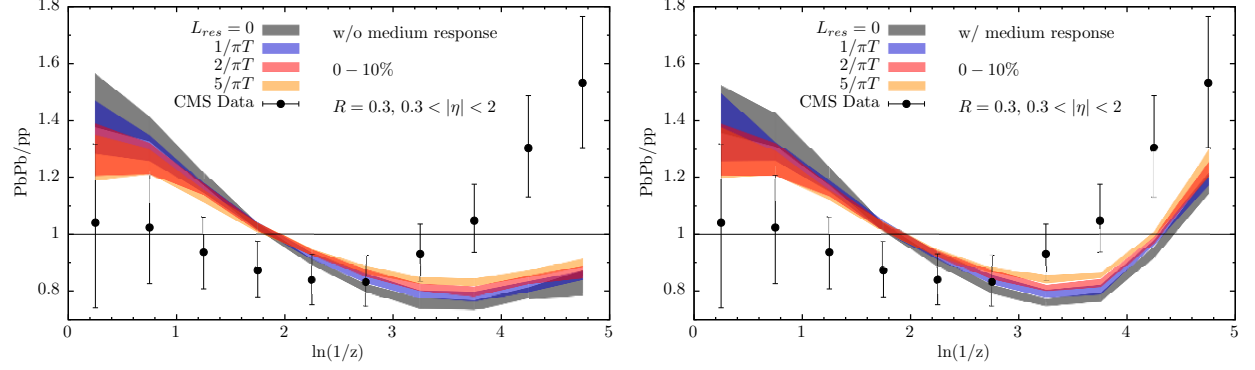 1.8
1.6
1.4
1.2
1
0.8
PbPb/pp
L_{res} = 0
1/πT
2/πT
5/πT
CMS Data
w/o medium response
0 − 10%
R = 0.3, 0.3 < |η| < 2
0 1 2 3 4 5
ln(1/z)
1.8
1.6
1.4
1.2
1
0.8
PbPb/pp
L_{res} = 0
1/πT
2/πT
5/πT
CMS Data
w/ medium response
0 − 10%
R = 0.3, 0.3 < |η| < 2
0 1 2 3 4 5
ln(1/z)